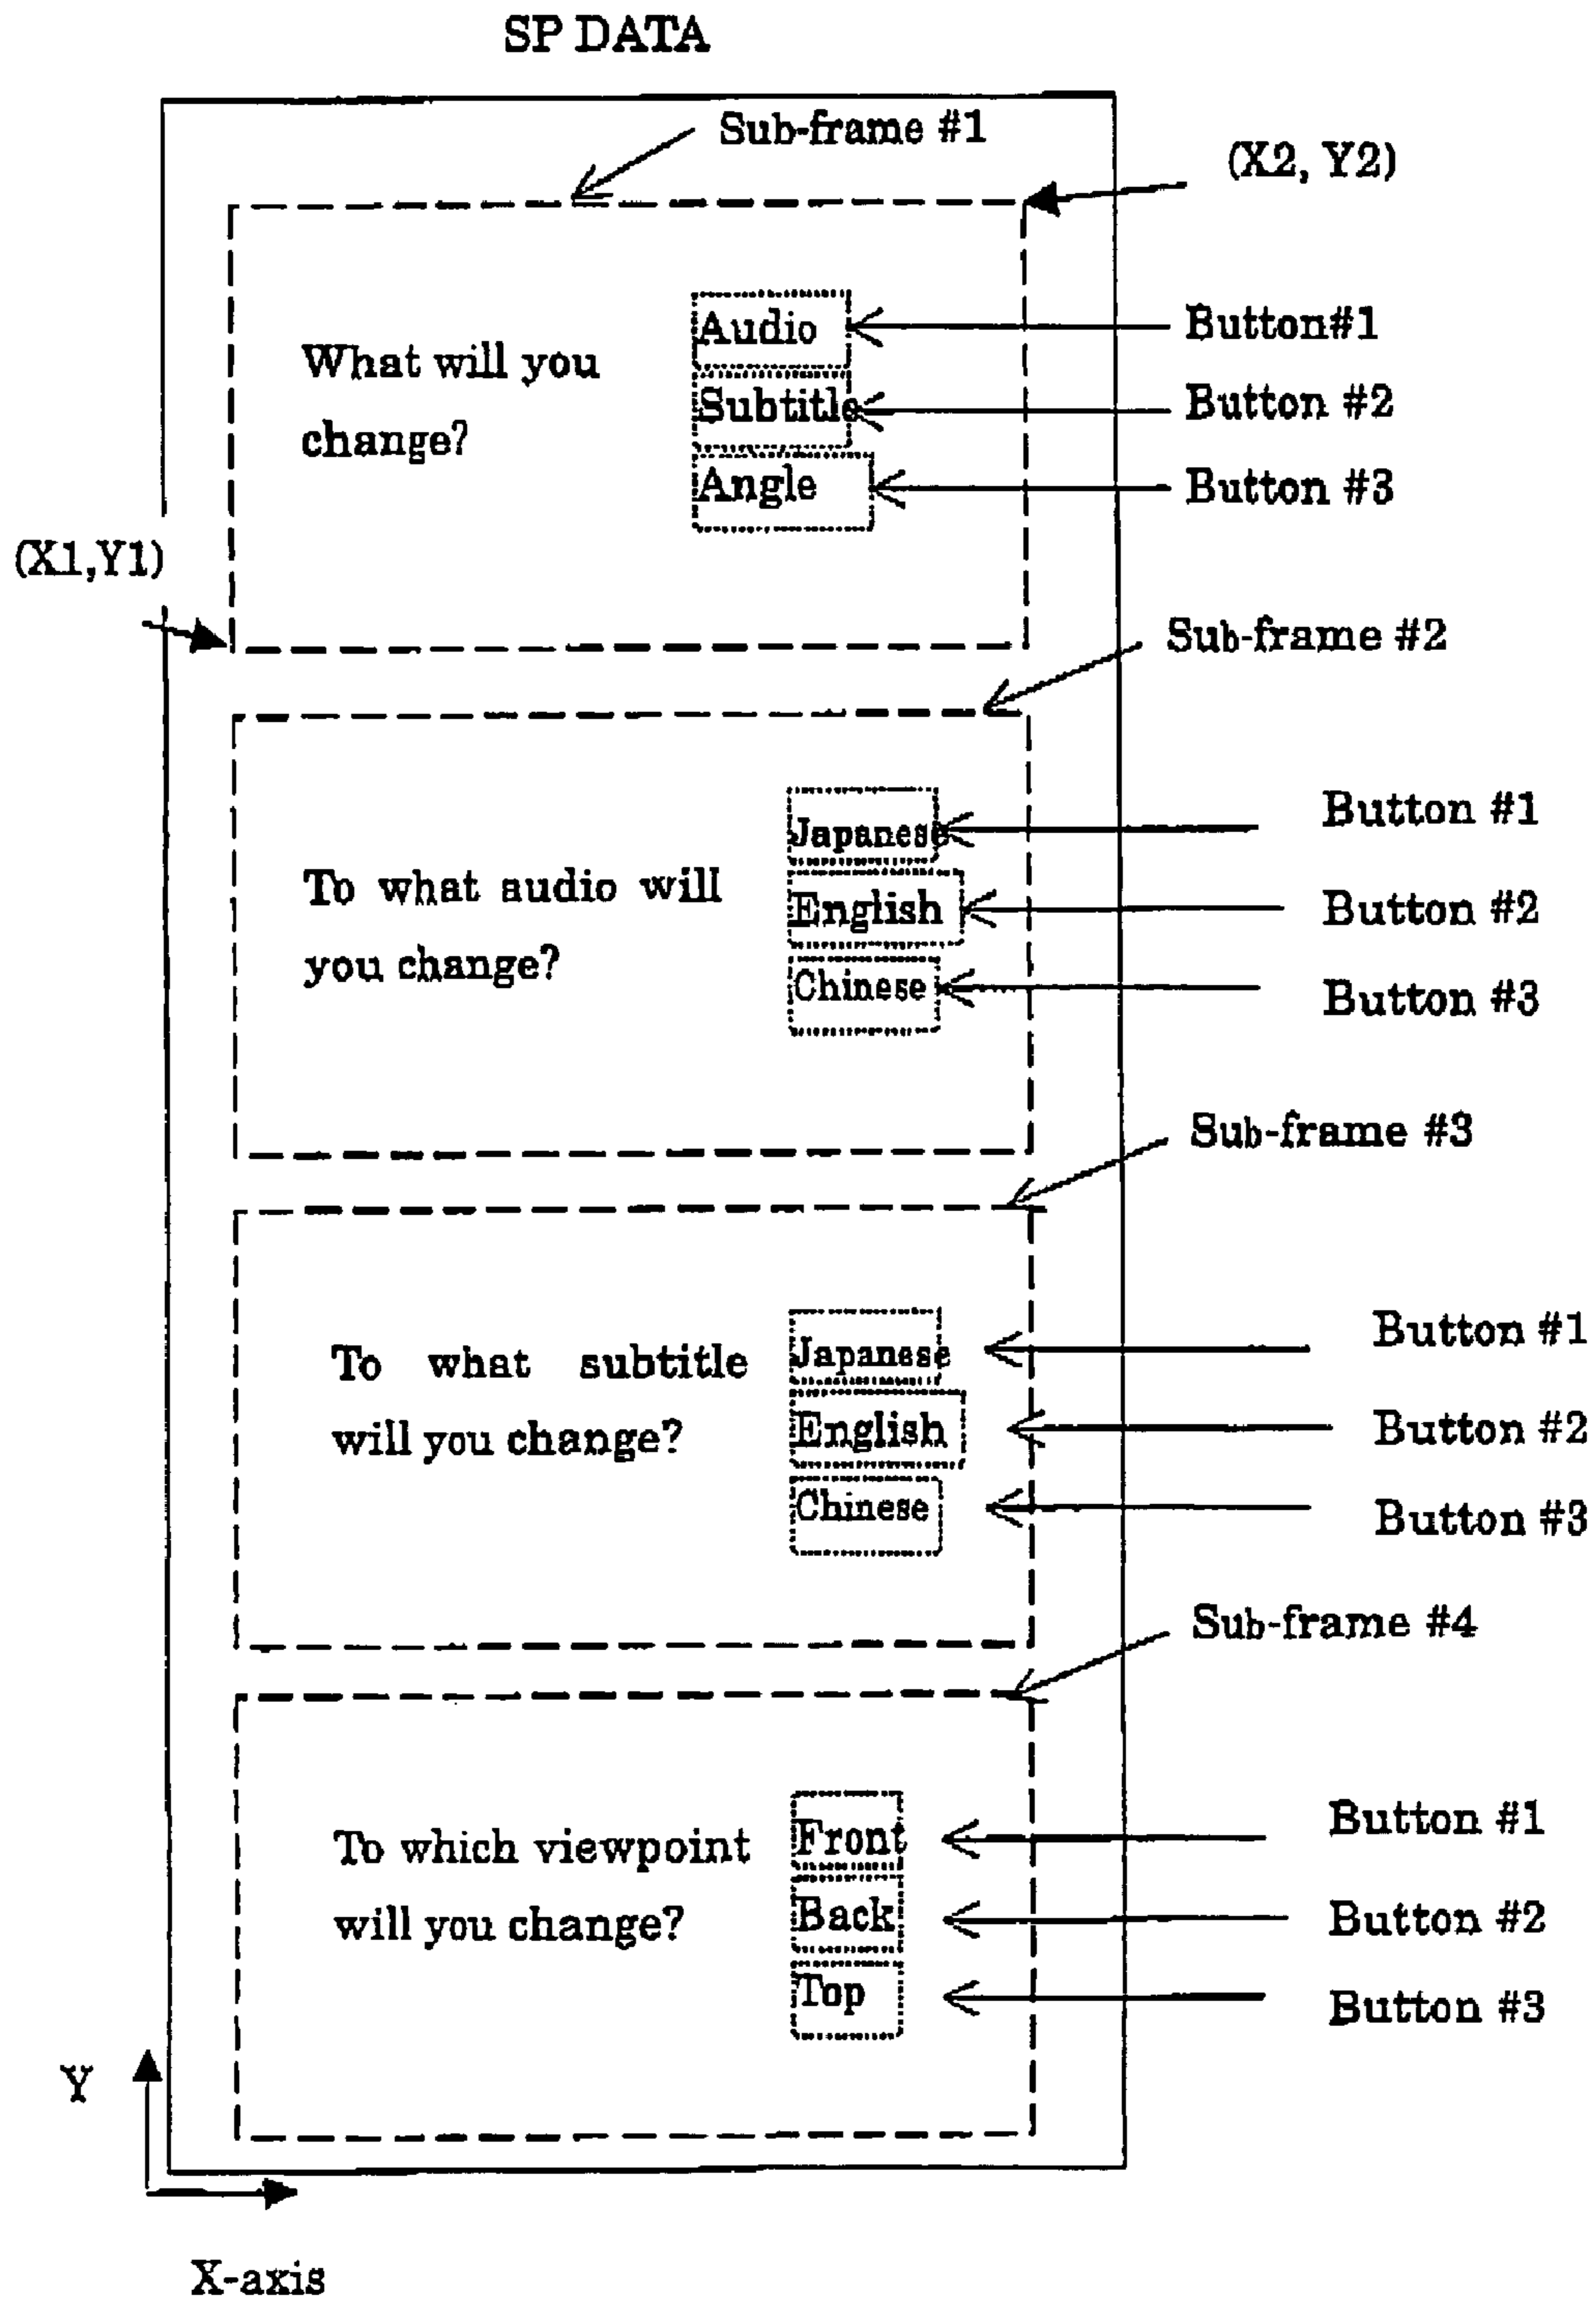 SP DATA
Sub-frame #1
(X2, Y2)
What will you
change?
Audio
Subtitle
Angle
Button#1
Button #2
Button #3
(X1,Y1)
Sub-frame #2
To what audio will
you change?
Japanese
English
Chinese
Button #1
Button #2
Button #3
Sub-frame #3
To what subtitle
will you change?
Japanese
English
Chinese
Button #1
Button #2
Button #3
Sub-frame #4
To which viewpoint
will you change?
Front
Back
Top
Button #1
Button #2
Button #3
Y
X-axis